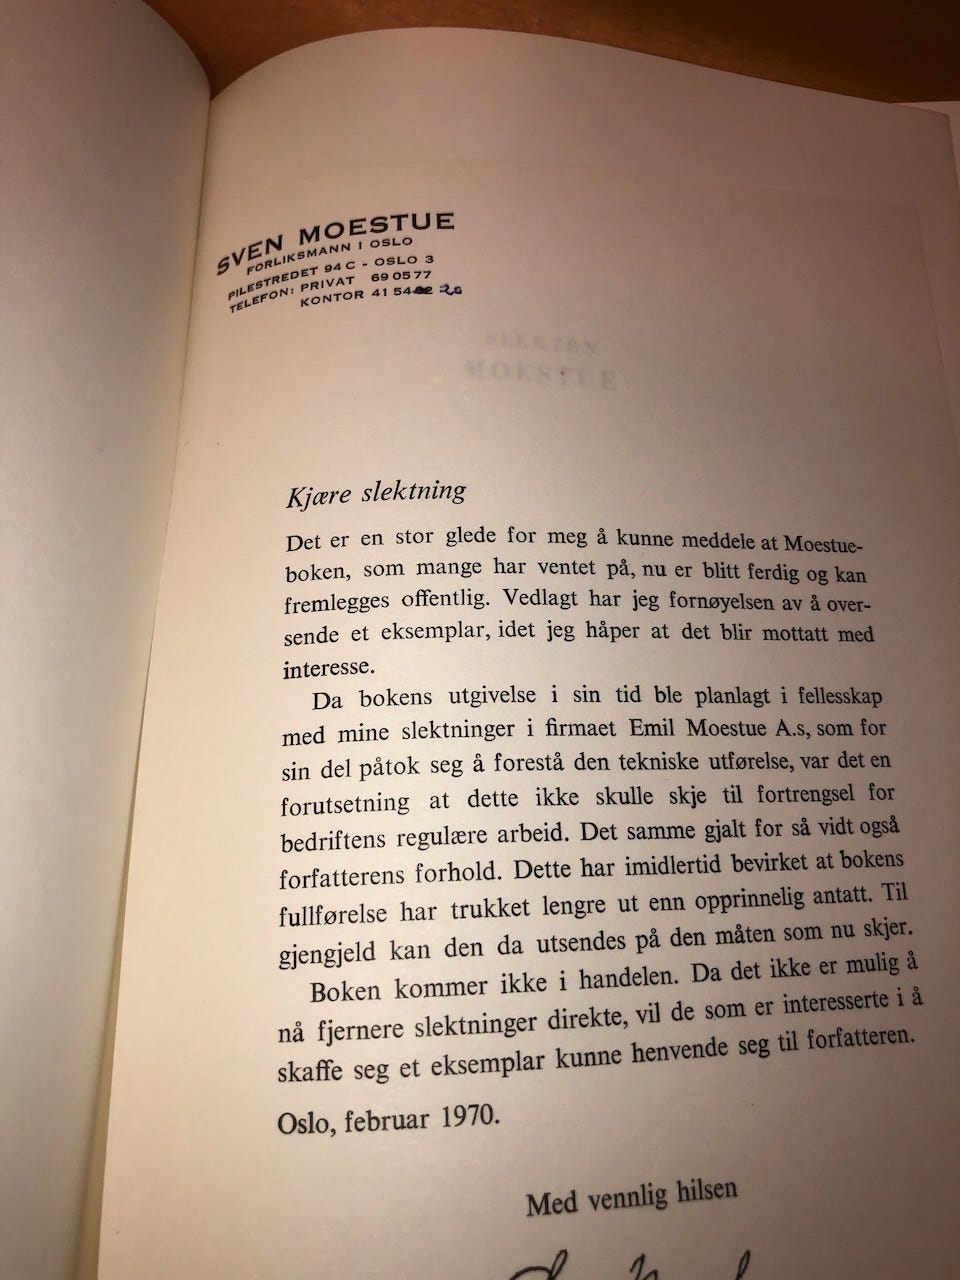 SVEN MOESTUE
FORLIKSMANN I OSLO
PILESTREDET 94 C - OSLO 3
TELEFON: PRIVAT 69 05 77
KONTOR 41 54 20
SLEKTEN
MOESTUE
Kjære slektning
Det er en stor glede for meg å kunne meddele at Moestue-
boken, som mange har ventet på, nu er blitt ferdig og kan
fremlegges offentlig. Vedlagt har jeg fornøyelsen av å over-
sende et eksemplar, idet jeg håper at det blir mottatt med
interesse.
Da bokens utgivelse i sin tid ble planlagt i fellesskap
med mine slektninger i firmaet Emil Moestue A.s, som for
sin del påtok seg å forestå den tekniske utførelse, var det en
forutsetning at dette ikke skulle skje til fortrengsel for
bedriftens regulære arbeid. Det samme gjalt for så vidt også
forfatterens forhold. Dette har imidlertid bevirket at bokens
fullførelse har trukket lengre ut enn opprinnelig antatt. Til
gjengjeld kan den da utsendes på den måten som nu skjer.
Boken kommer ikke i handelen. Da det ikke er mulig å
nå fjernere slektninger direkte, vil de som er interesserte i å
skaffe seg et eksemplar kunne henvende seg til forfatteren.
Oslo, februar 1970.
Med vennlig hilsen